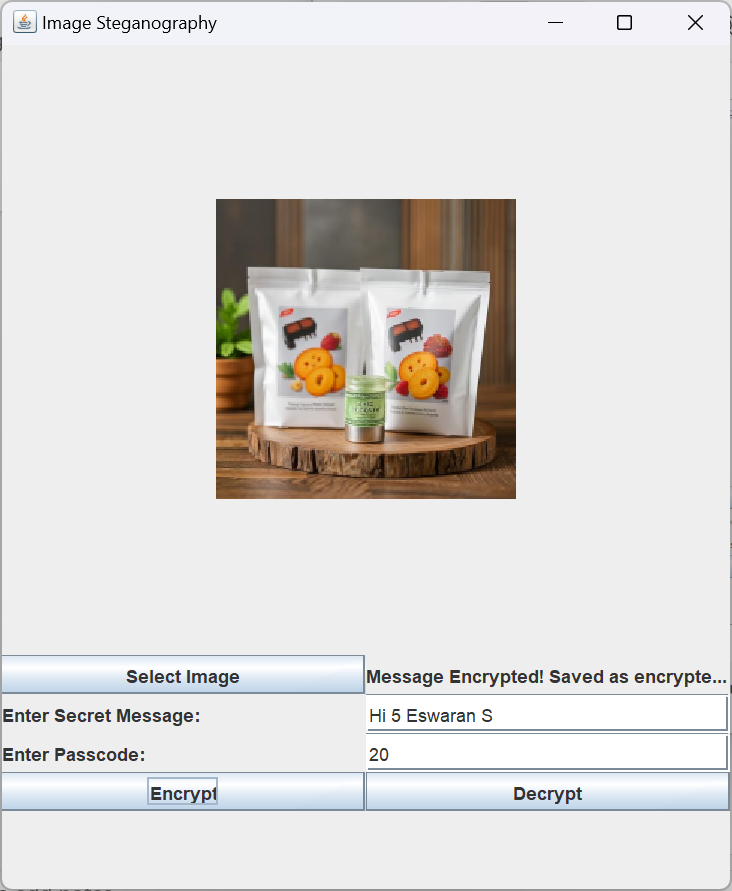 Image Steganography
Select Image
Message Encrypted! Saved as encrypte...
Enter Secret Message:
Hi 5 Eswaran S
Enter Passcode:
20
Encrypt
Decrypt